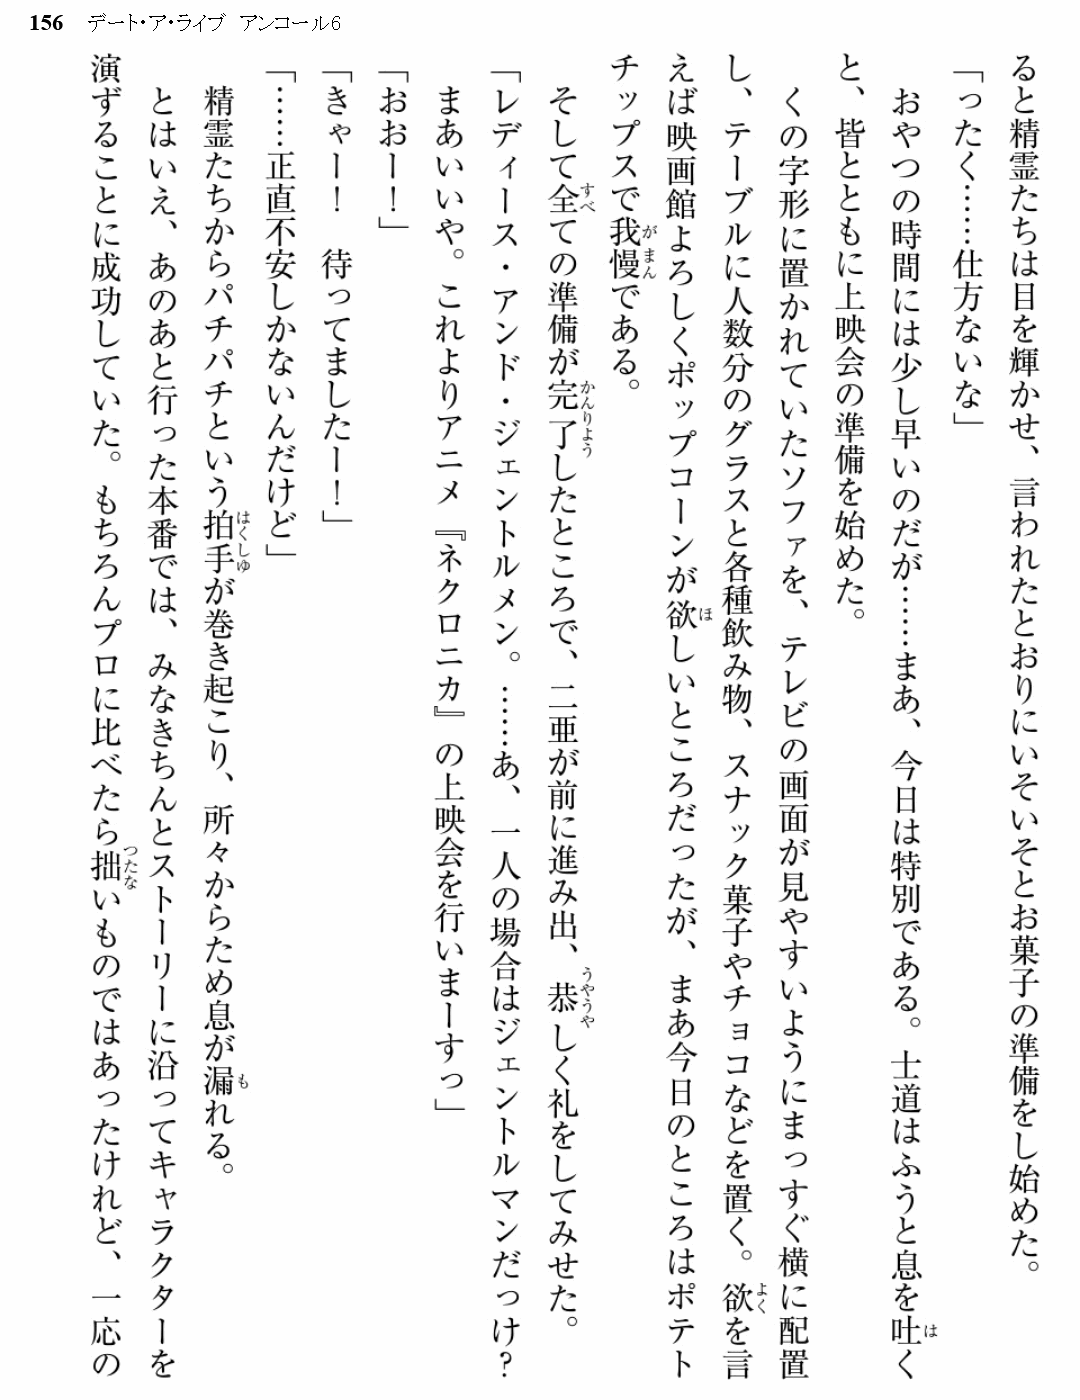 156 デート・ア・ライブ アンコール6
ると精霊たちは目を輝かせ、言われたとおりにいそいそとお菓子の準備をし始めた。
「ったく……仕方ないな」
おやつの時間には少し早いのだが……まあ、今日は特別である。士道はふうと息を吐く
と、皆とともに上映会の準備を始めた。
くの字形に置かれていたソファを、テレビの画面が見やすいようにまっすぐ横に配置
し、テーブルに人数分のグラスと各種飲み物、スナック菓子やチョコなどを置く。欲を言
えば映画館よろしくポップコーンが欲しいところだったが、まあ今日のところはポテト
チップスで我慢である。
そして全ての準備が完了したところで、二亜が前に進み出、恭しく礼をしてみせた。
「レディース・アンド・ジェントルメン。……あ、一人の場合はジェントルマンだっけ?
まあいいや。これよりアニメ『ネクロニカ』の上映会を行いまーすっ」
「おおー!」
「きゃー! 待ってましたー!」
「……正直不安しかないんだけど」
精霊たちからパチパチという拍手が巻き起こり、所々からため息が漏れる。
とはいえ、あのあと行った本番では、みなきちんとストーリーに沿ってキャラクターを
演ずることに成功していた。もちろんプロに比べたら拙いものではあったけれど、一応の